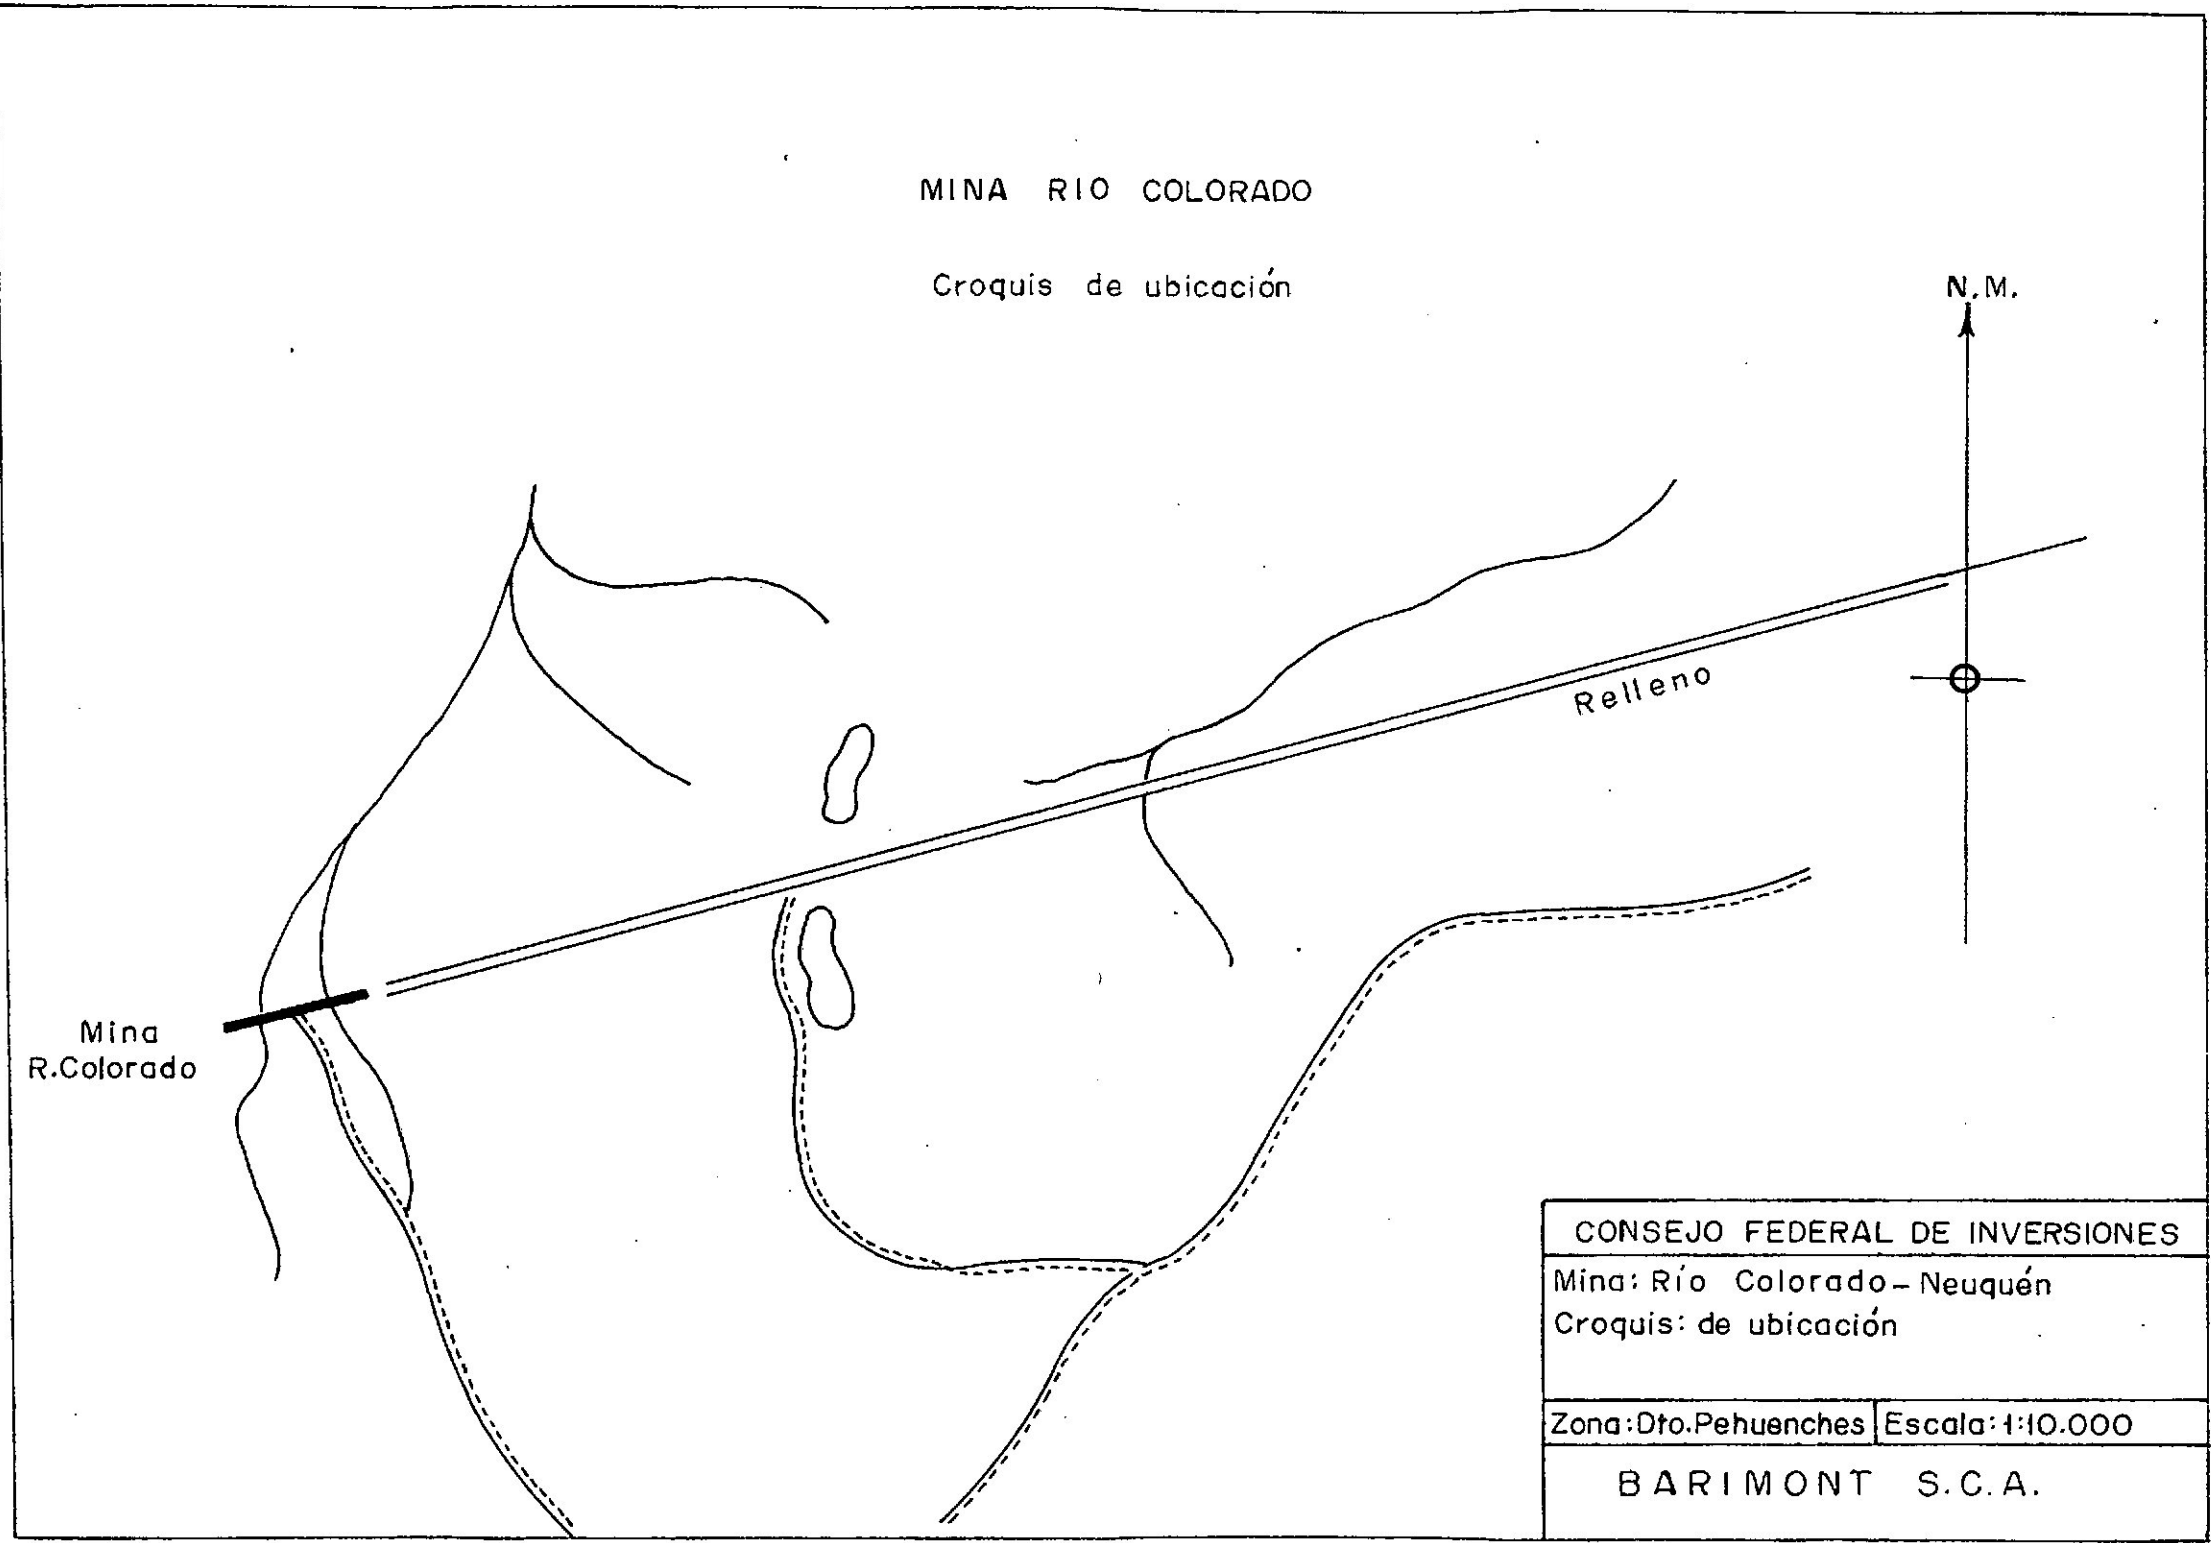 MINA RIO COLORADO
Croquis de ubicación
N.M.
Relleno
Mina
R.Colorado
CONSEJO FEDERAL DE INVERSIONES
Mina: Río Colorado-Neuquén
Croquis: de ubicación
Zona: Dto.Pehuenches
Escala: 1:10.000
BARIMONT S.C.A.